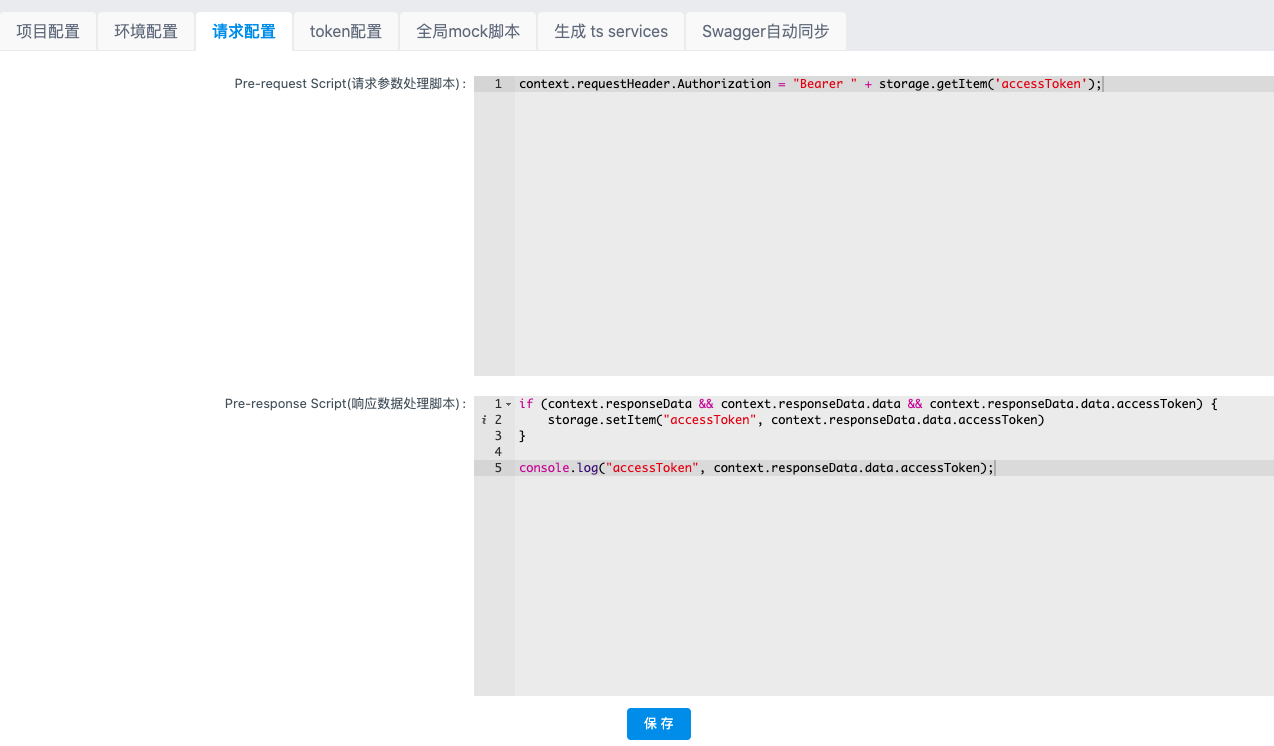 项目配置 环境配置 请求配置 token配置 全局mock脚本 生成 ts services Swagger自动同步
Pre-request Script(请求参数处理脚本) :
1 context.requestHeader.Authorization = "Bearer " + storage.getItem('accessToken');
Pre-response Script(响应数据处理脚本) :
1 if (context.responseData && context.responseData.data && context.responseData.data.accessToken) {
i 2 storage.setItem("accessToken", context.responseData.data.accessToken)
3 }
4
5 console.log("accessToken", context.responseData.data.accessToken);
保 存